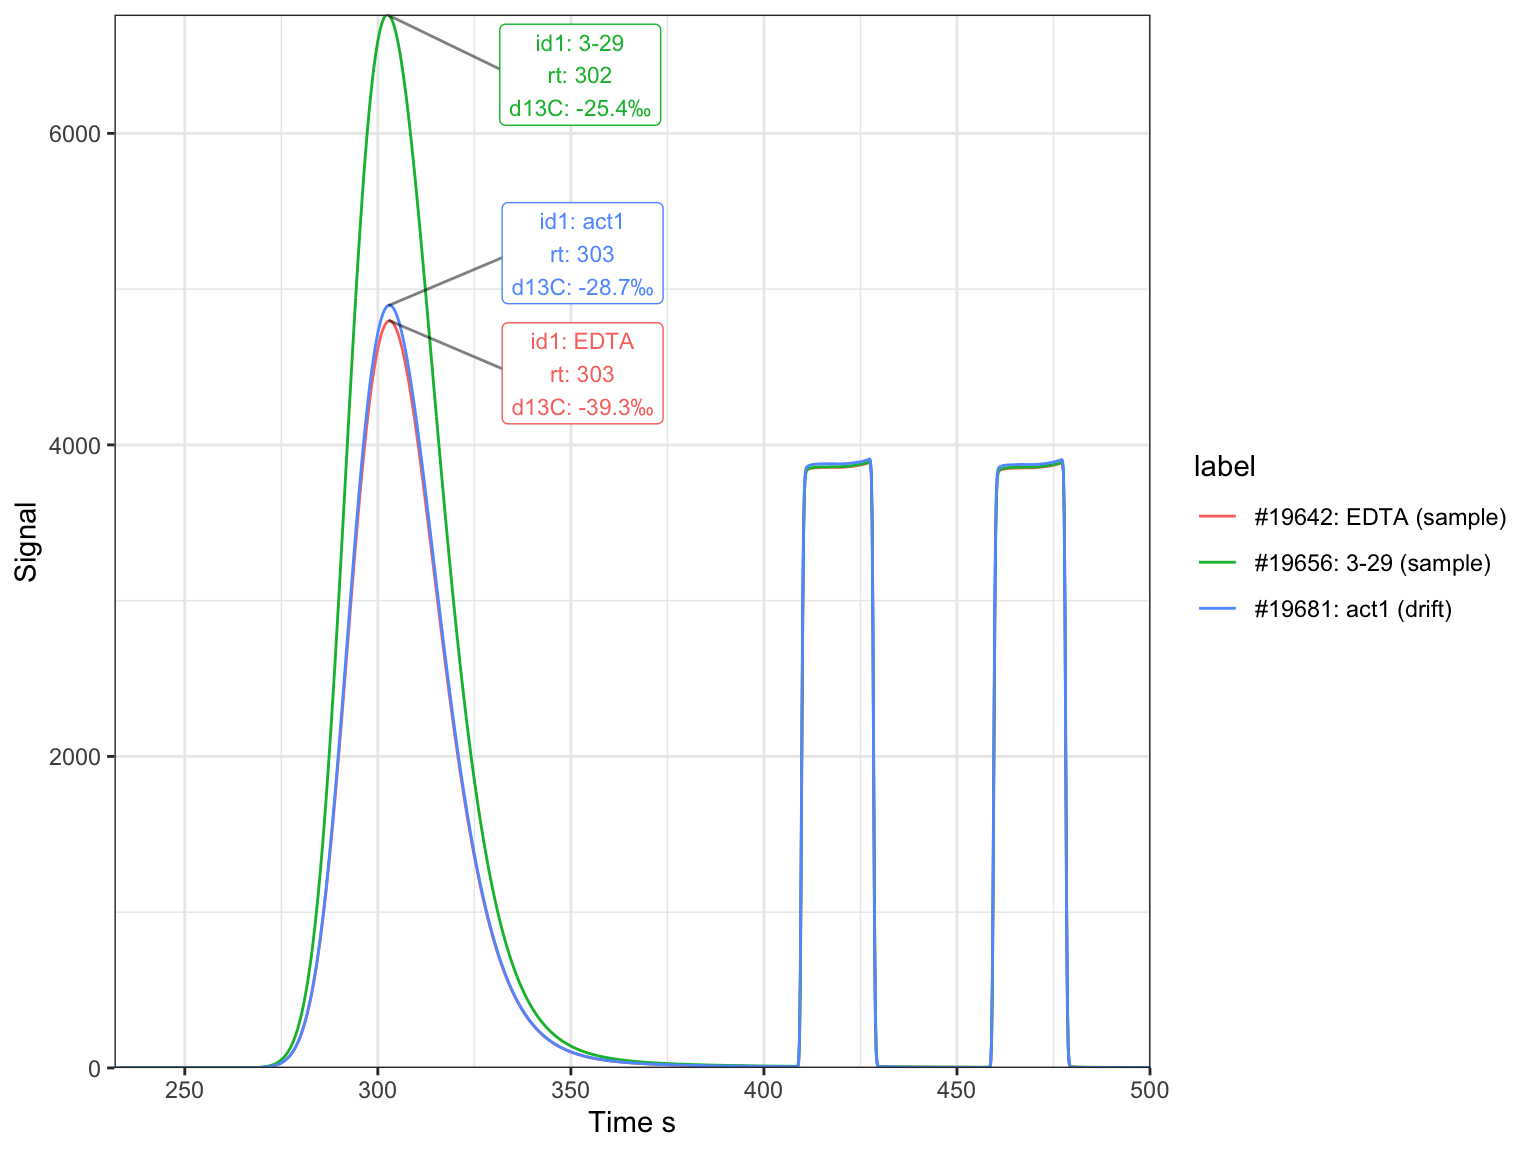 id1: 3-29
rt: 302
d13C: -25.4‰
id1: act1
rt: 303
d13C: -28.7‰
id1: EDTA
rt: 303
d13C: -39.3‰
6000
4000
2000
0
Signal
250 300 350 400 450 500
Time s
label
#19642: EDTA (sample)
#19656: 3-29 (sample)
#19681: act1 (drift)